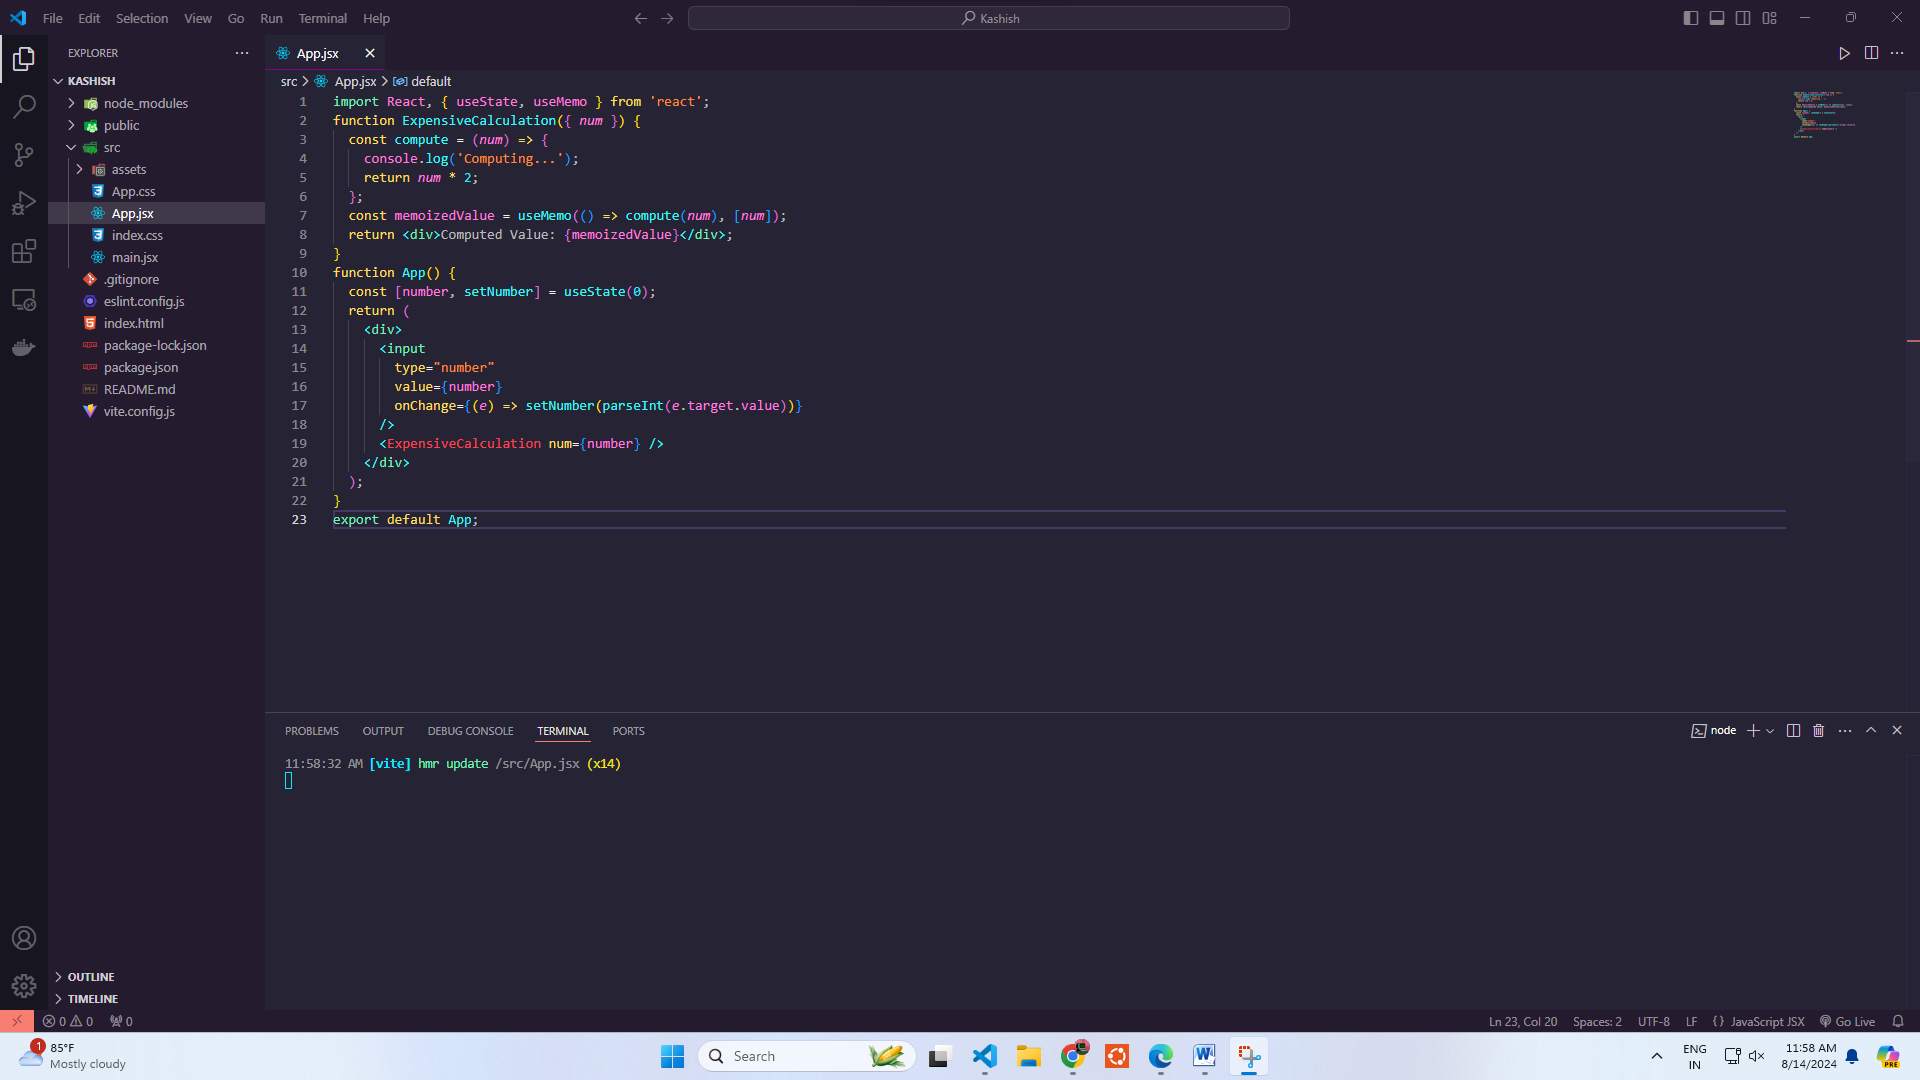 File Edit Selection View Go Run Terminal Help
Kashish
EXPLORER
KASHISH
node_modules
public
src
assets
App.css
App.jsx
index.css
main.jsx
.gitignore
eslint.config.js
index.html
package-lock.json
package.json
README.md
vite.config.js
OUTLINE
TIMELINE
App.jsx
src > App.jsx > default
1 import React, { useState, useMemo } from 'react';
2 function ExpensiveCalculation({ num }) {
3 const compute = (num) => {
4 console.log('Computing...');
5 return num * 2;
6 };
7 const memoizedValue = useMemo(() => compute(num), [num]);
8 return <div>Computed Value: {memoizedValue}</div>;
9 }
10 function App() {
11 const [number, setNumber] = useState(0);
12 return (
13 <div>
14 <input
15 type="number"
16 value={number}
17 onChange={(e) => setNumber(parseInt(e.target.value))}
18 />
19 <ExpensiveCalculation num={number} />
20 </div>
21 );
22 }
23 export default App;
PROBLEMS OUTPUT DEBUG CONSOLE TERMINAL PORTS
node
11:58:32 AM [vite] hmr update /src/App.jsx (x14)
0 0 0
Ln 23, Col 20 Spaces: 2 UTF-8 LF {} JavaScript JSX Go Live
1
85°F
Mostly cloudy
Search
ENG
IN
11:58 AM
8/14/2024
PRE